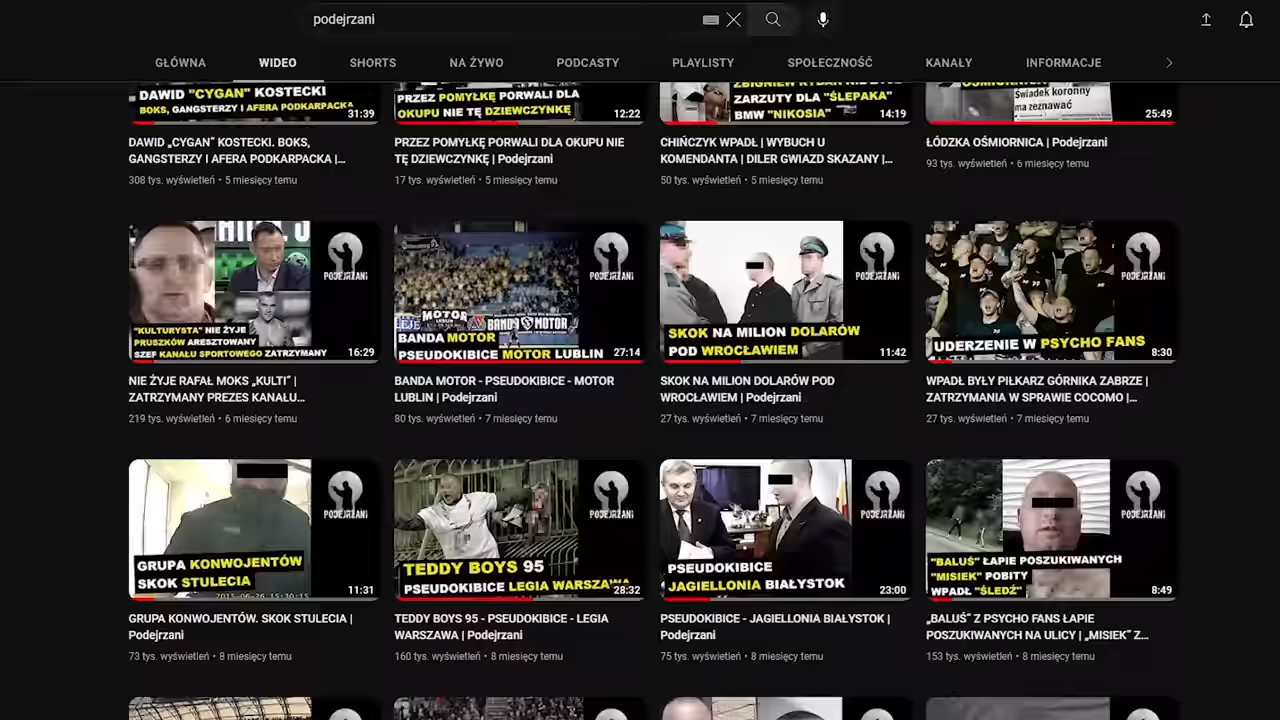 podejrzani
GŁÓWNA
WIDEO
SHORTS
NA ŻYWO
PODCASTY
PLAYLISTY
SPOŁECZNOŚĆ
KANAŁY
INFORMACJE
DAWID "CYGAN" KOSTECKI
BOKS, GANGSTERZY I AFERA PODKARPACKA
31:39
PRZEZ POMYŁKĘ PORWALI DLA
OKUPU NIE TĘ DZIEWCZYNKĘ
12:22
ZARZUTY DLA "ŚLEPAKA"
BMW "NIKOSIA"
14:19
Świadek koronny
ma zeznawać
25:49
DAWID „CYGAN” KOSTECKI. BOKS,
GANGSTERZY I AFERA PODKARPACKA |...
308 tys. wyświetleń • 5 miesięcy temu
PRZEZ POMYŁKĘ PORWALI DLA OKUPU NIE
TĘ DZIEWCZYNKĘ | Podejrzani
17 tys. wyświetleń • 5 miesięcy temu
CHIŃCZYK WPADŁ | WYBUCH U
KOMENDANTA | DILER GWIAZD SKAZANY |...
50 tys. wyświetleń • 5 miesięcy temu
ŁÓDZKA OŚMIORNICA | Podejrzani
93 tys. wyświetleń • 6 miesięcy temu
PODEJRZANI
"KULTURYSTA" NIE ŻYJE
PRUSZKÓW ARESZTOWANY
SZEF KANAŁU SPORTOWEGO ZATRZYMANY
16:29
PODEJRZANI
MOTOR
LUBLIN
BANDA MOTOR
BANDA MOTOR
PSEUDOKIBICE MOTOR LUBLIN
27:14
PODEJRZANI
SKOK NA MILION DOLARÓW
POD WROCŁAWIEM
11:42
PODEJRZANI
UDERZENIE W PSYCHO FANS
8:30
NIE ŻYJE RAFAŁ MOKS „KULTI” |
ZATRZYMANY PREZES KANAŁU...
219 tys. wyświetleń • 6 miesięcy temu
BANDA MOTOR - PSEUDOKIBICE - MOTOR
LUBLIN | Podejrzani
80 tys. wyświetleń • 7 miesięcy temu
SKOK NA MILION DOLARÓW POD
WROCŁAWIEM | Podejrzani
27 tys. wyświetleń • 7 miesięcy temu
WPADŁ BYŁY PIŁKARZ GÓRNIKA ZABRZE |
ZATRZYMANIA W SPRAWIE COCOMO |...
27 tys. wyświetleń • 7 miesięcy temu
PODEJRZANI
GRUPA KONWOJENTÓW
SKOK STULECIA
2015-06-26 15:30:15
11:31
PODEJRZANI
TEDDY BOYS 95
PSEUDOKIBICE LEGIA WARSZAWA
28:32
PODEJRZANI
PSEUDOKIBICE
JAGIELLONIA BIAŁYSTOK
23:00
PODEJRZANI
"BALUŚ" ŁAPIE POSZUKIWANYCH
"MISIEK" POBITY
WPADŁ "ŚLEDŹ"
8:49
GRUPA KONWOJENTÓW. SKOK STULECIA |
Podejrzani
73 tys. wyświetleń • 8 miesięcy temu
TEDDY BOYS 95 - PSEUDOKIBICE - LEGIA
WARSZAWA | Podejrzani
160 tys. wyświetleń • 8 miesięcy temu
PSEUDOKIBICE - JAGIELLONIA BIAŁYSTOK |
Podejrzani
75 tys. wyświetleń • 8 miesięcy temu
„BALUŚ” Z PSYCHO FANS ŁAPIE
POSZUKIWANYCH NA ULICY | „MISIEK” Z...
153 tys. wyświetleń • 8 miesięcy temu